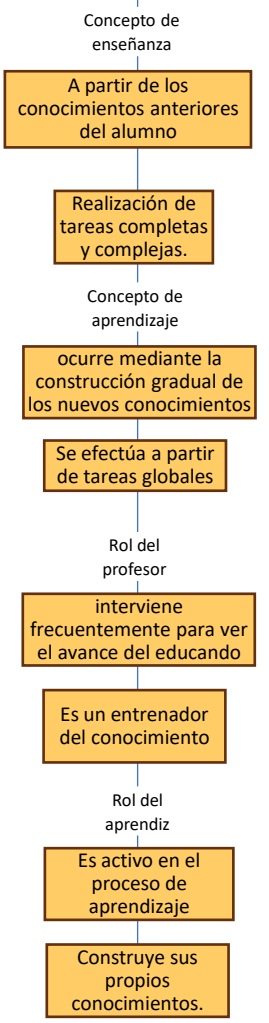 Concepto de
enseñanza
A partir de los
conocimientos anteriores
del alumno
Realización de
tareas completas
y complejas.
Concepto de
aprendizaje
ocurre mediante la
construcción gradual de
los nuevos conocimientos
Se efectúa a partir
de tareas globales
Rol del
profesor
interviene
frecuentemente para ver
el avance del educando
Es un entrenador
del conocimiento
Rol del
aprendiz
Es activo en el
proceso de
aprendizaje
Construye sus
propios
conocimientos.